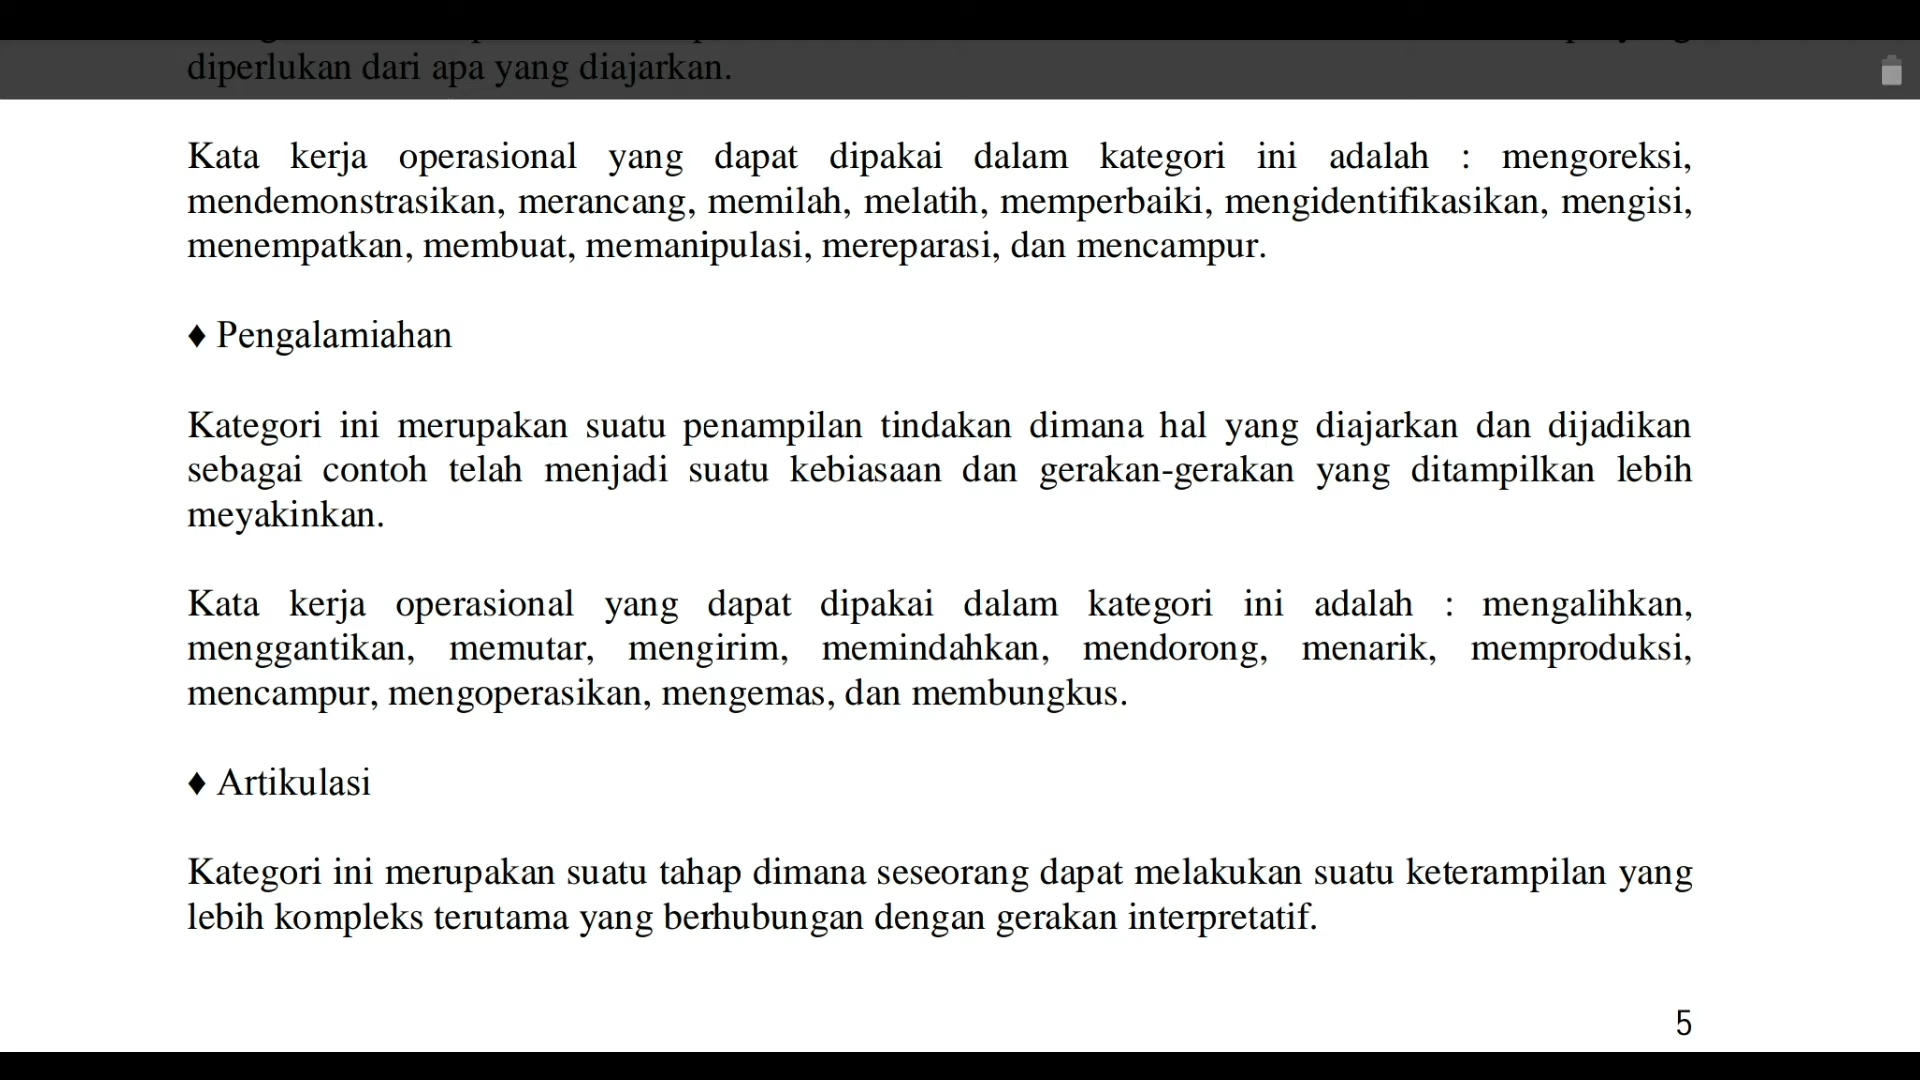 diperlukan dari apa yang diajarkan.
Kata kerja operasional yang dapat dipakai dalam kategori ini adalah : mengoreksi,
mendemonstrasikan, merancang, memilah, melatih, memperbaiki, mengidentifikasikan, mengisi,
menempatkan, membuat, memanipulasi, mereparasi, dan mencampur.
♦ Pengalamiahan
Kategori ini merupakan suatu penampilan tindakan dimana hal yang diajarkan dan dijadikan
sebagai contoh telah menjadi suatu kebiasaan dan gerakan-gerakan yang ditampilkan lebih
meyakinkan.
Kata kerja operasional yang dapat dipakai dalam kategori ini adalah : mengalihkan,
menggantikan, memutar, mengirim, memindahkan, mendorong, menarik, memproduksi,
mencampur, mengoperasikan, mengemas, dan membungkus.
♦ Artikulasi
Kategori ini merupakan suatu tahap dimana seseorang dapat melakukan suatu keterampilan yang
lebih kompleks terutama yang berhubungan dengan gerakan interpretatif.
5